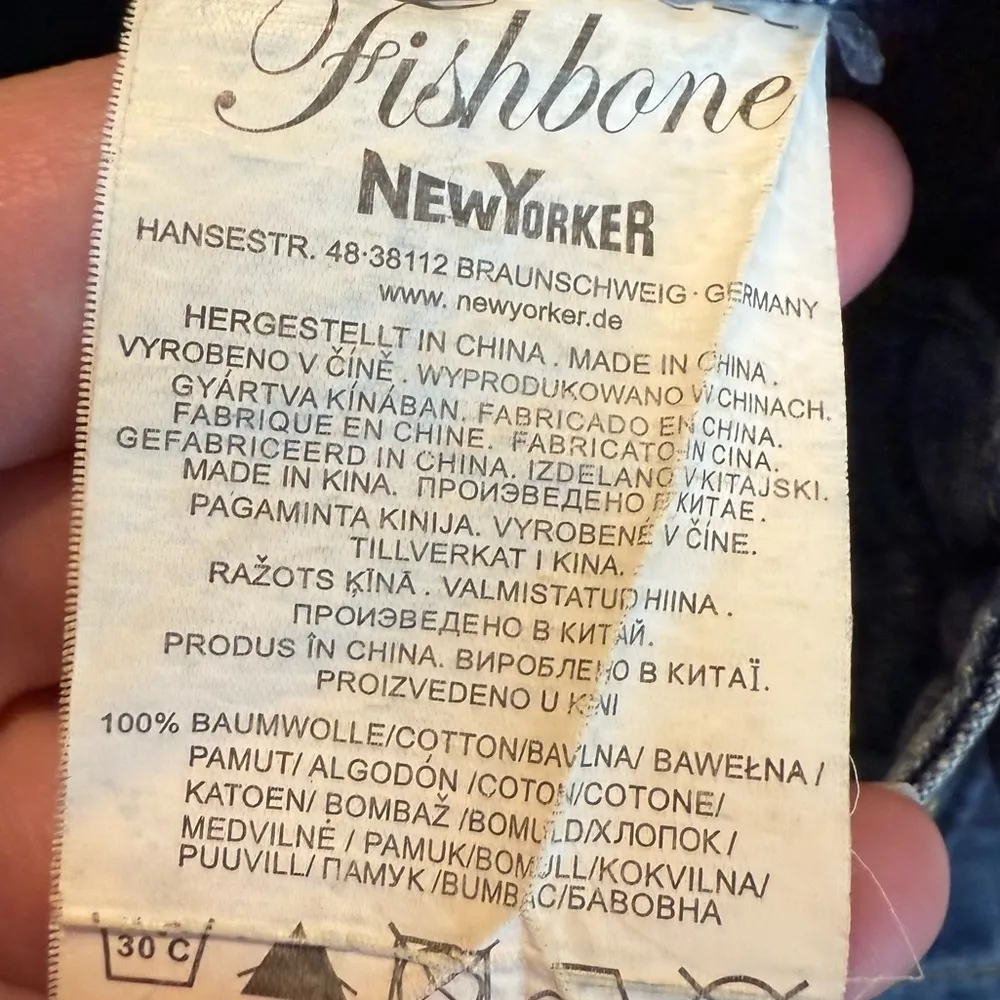 Fishbone
NEWYORKER
HANSESTR. 48·38112 BRAUNSCHWEIG · GERMANY
www. newyorker.de
HERGESTELLT IN CHINA . MADE IN CHINA .
VYROBENO V ČÍNĚ . WYPRODUKOWANO W CHINACH.
GYÁRTVA KÍNÁBAN. FABRICADO EN CHINA.
FABRIQUE EN CHINE. FABRICATO IN CINA.
GEFABRICEERD IN CHINA. IZDELANO V KITAJSKI.
MADE IN KINA. ПРОИЭВЕДЕНО В КИТАЕ.
PAGAMINTA KINIJA. VYROBENÉ V ČÍNE.
TILLVERKAT I KINA.
RAŽOTS ĶĪNĀ . VALMISTATUD HIINA .
ПРОИЭВЕДЕНО В КИТАЙ.
PRODUS ÎN CHINA. ВИРОБЛЕНО В КИТАЇ.
PROIZVEDENO U KINI
100% BAUMWOLLE/COTTON/BAVLNA/ BAWEŁNA /
PAMUT/ ALGODÓN /COTON/COTONE/
KATOEN/ BOMBAŽ /BOMULD/ХЛОПОК /
MEDVILNĖ / PAMUK/BOMULL/KOKVILNA/
PUUVILL/ ПАМУК /BUMBAC/БАВОВНА
30 C